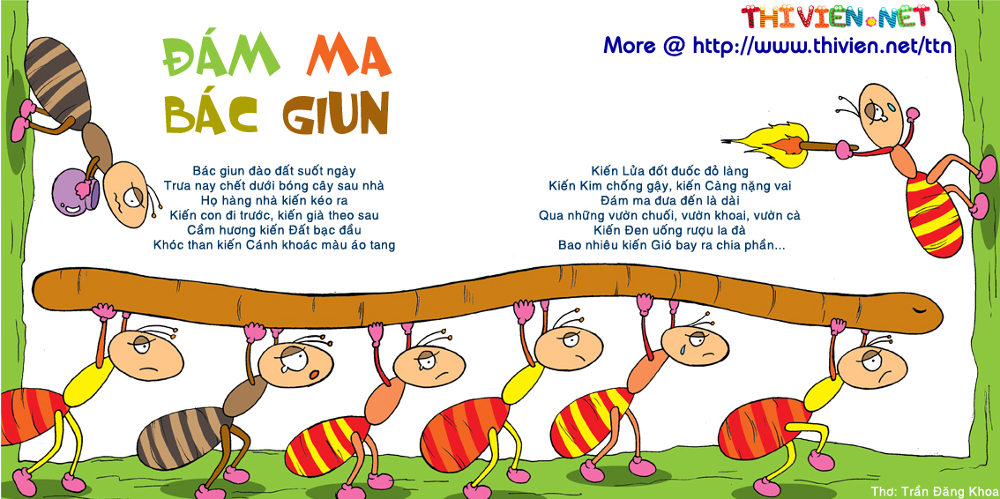 THIVIEN.NET
More @ http://www.thivien.net/ttn
ĐÁM MA
BÁC GIUN
Bác giun đào đất suốt ngày
Trưa nay chết dưới bóng cây sau nhà
Họ hàng nhà kiến kéo ra
Kiến con đi trước, kiến già theo sau
Cầm hương kiến Đất bạc đầu
Khóc than kiến Cánh khoác màu áo tang
Kiến Lửa đốt đuốc đỏ làng
Kiến Kim chống gậy, kiến Càng nặng vai
Đám ma đưa đến là dài
Qua những vườn chuối, vườn khoai, vườn cà
Kiến Đen uống rượu la đà
Bao nhiêu kiến Gió bay ra chia phần...
Thơ: Trần Đăng Khoa